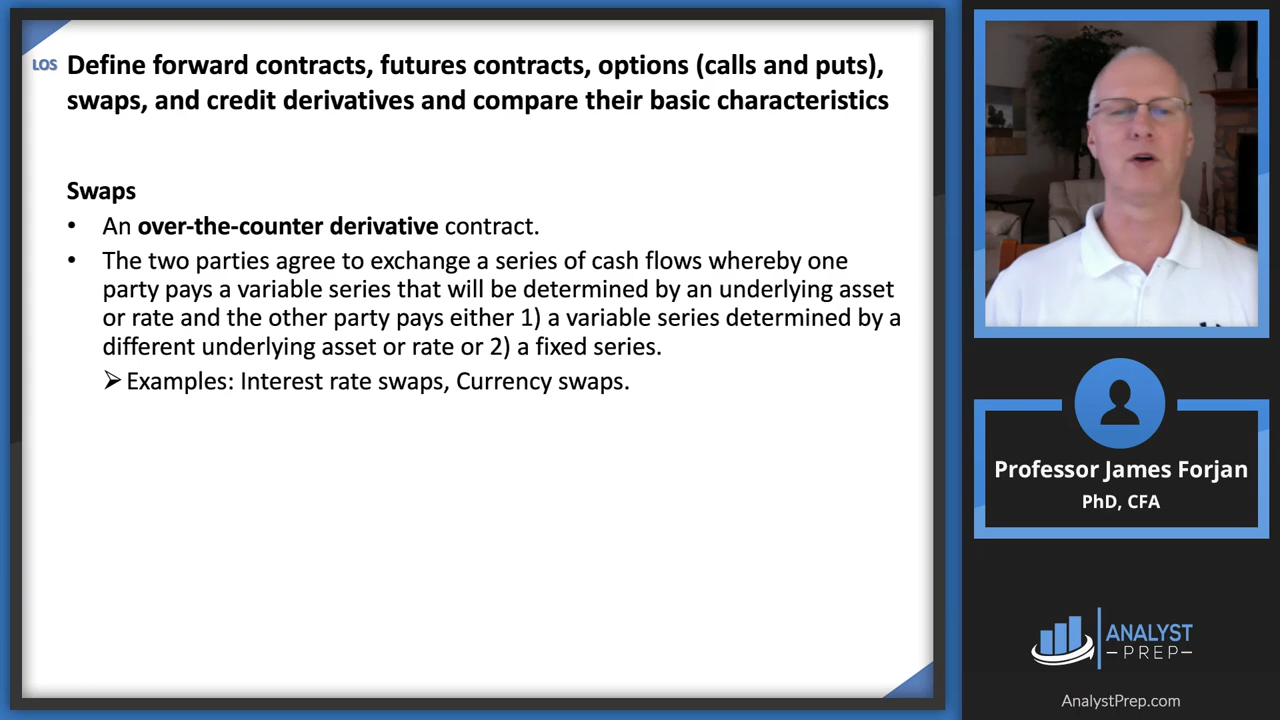 LOS
Define forward contracts, futures contracts, options (calls and puts),
swaps, and credit derivatives and compare their basic characteristics
Swaps
• An over-the-counter derivative contract.
• The two parties agree to exchange a series of cash flows whereby one
party pays a variable series that will be determined by an underlying asset
or rate and the other party pays either 1) a variable series determined by a
different underlying asset or rate or 2) a fixed series.
➢ Examples: Interest rate swaps, Currency swaps.
Professor James Forjan
PhD, CFA
ANALYST
–PREP–
AnalystPrep.com